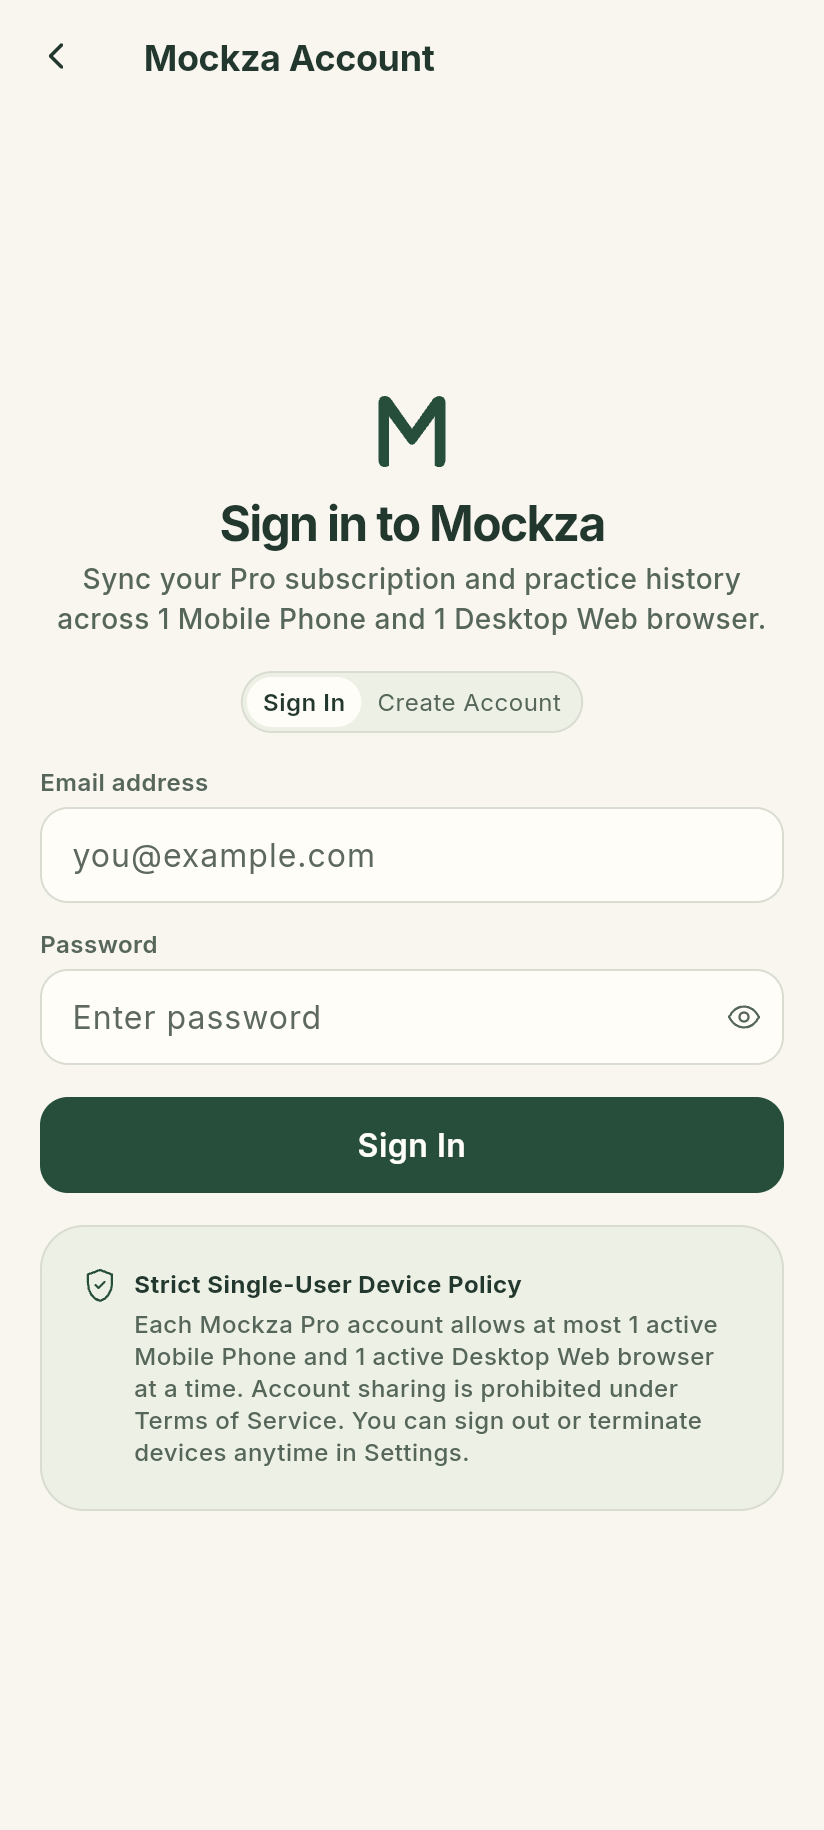 Mockza Account
M
Sign in to Mockza
Sync your Pro subscription and practice history
across 1 Mobile Phone and 1 Desktop Web browser.
Sign In Create Account
Email address
you@example.com
Password
Enter password
Sign In
Strict Single-User Device Policy
Each Mockza Pro account allows at most 1 active
Mobile Phone and 1 active Desktop Web browser
at a time. Account sharing is prohibited under
Terms of Service. You can sign out or terminate
devices anytime in Settings.